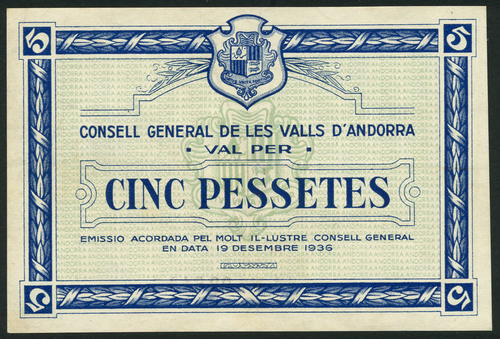 5 5
CONSELL GENERAL DE LES VALLS D'ANDORRA
· VAL PER ·
CINC PESSETES
EMISSIO ACORDADA PEL MOLT IL-LUSTRE CONSELL GENERAL
EN DATA 19 DESEMBRE 1936
5 5